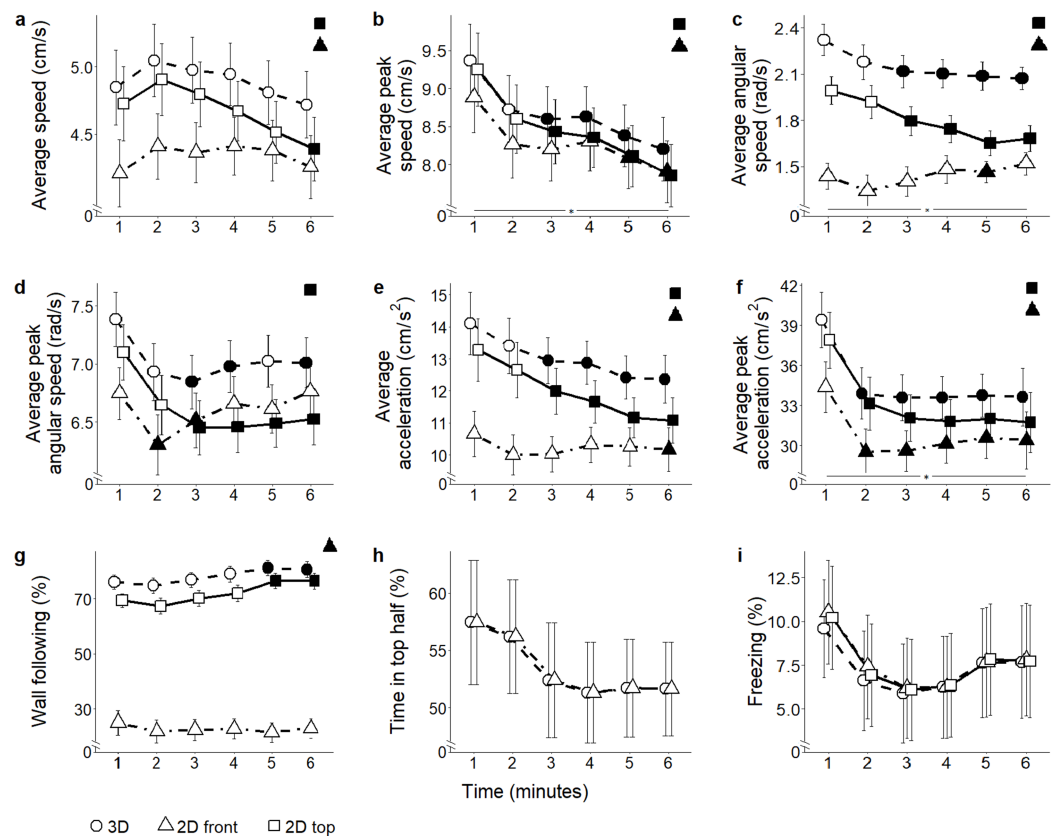 a
Average speed (cm/s)
5.0
4.5
0
1 2 3 4 5 6
b
Average peak
speed (cm/s)
9.5
9.0
8.5
8.0
0
*
1 2 3 4 5 6
c
Average angular
speed (rad/s)
2.4
2.1
1.8
1.5
0
*
1 2 3 4 5 6
d
Average peak
angular speed (rad/s)
7.5
7.0
6.5
0
1 2 3 4 5 6
e
Average
acceleration (cm/s²)
15
14
13
12
11
10
0
1 2 3 4 5 6
f
Average peak
acceleration (cm/s²)
42
39
36
33
30
0
*
1 2 3 4 5 6
g
Wall following (%)
70
50
30
0
1 2 3 4 5 6
h
Time in top half (%)
60
57
54
51
0
1 2 3 4 5 6
i
Freezing (%)
12.5
10.0
7.5
5.0
0
1 2 3 4 5 6
Time (minutes)
3D 2D front 2D top